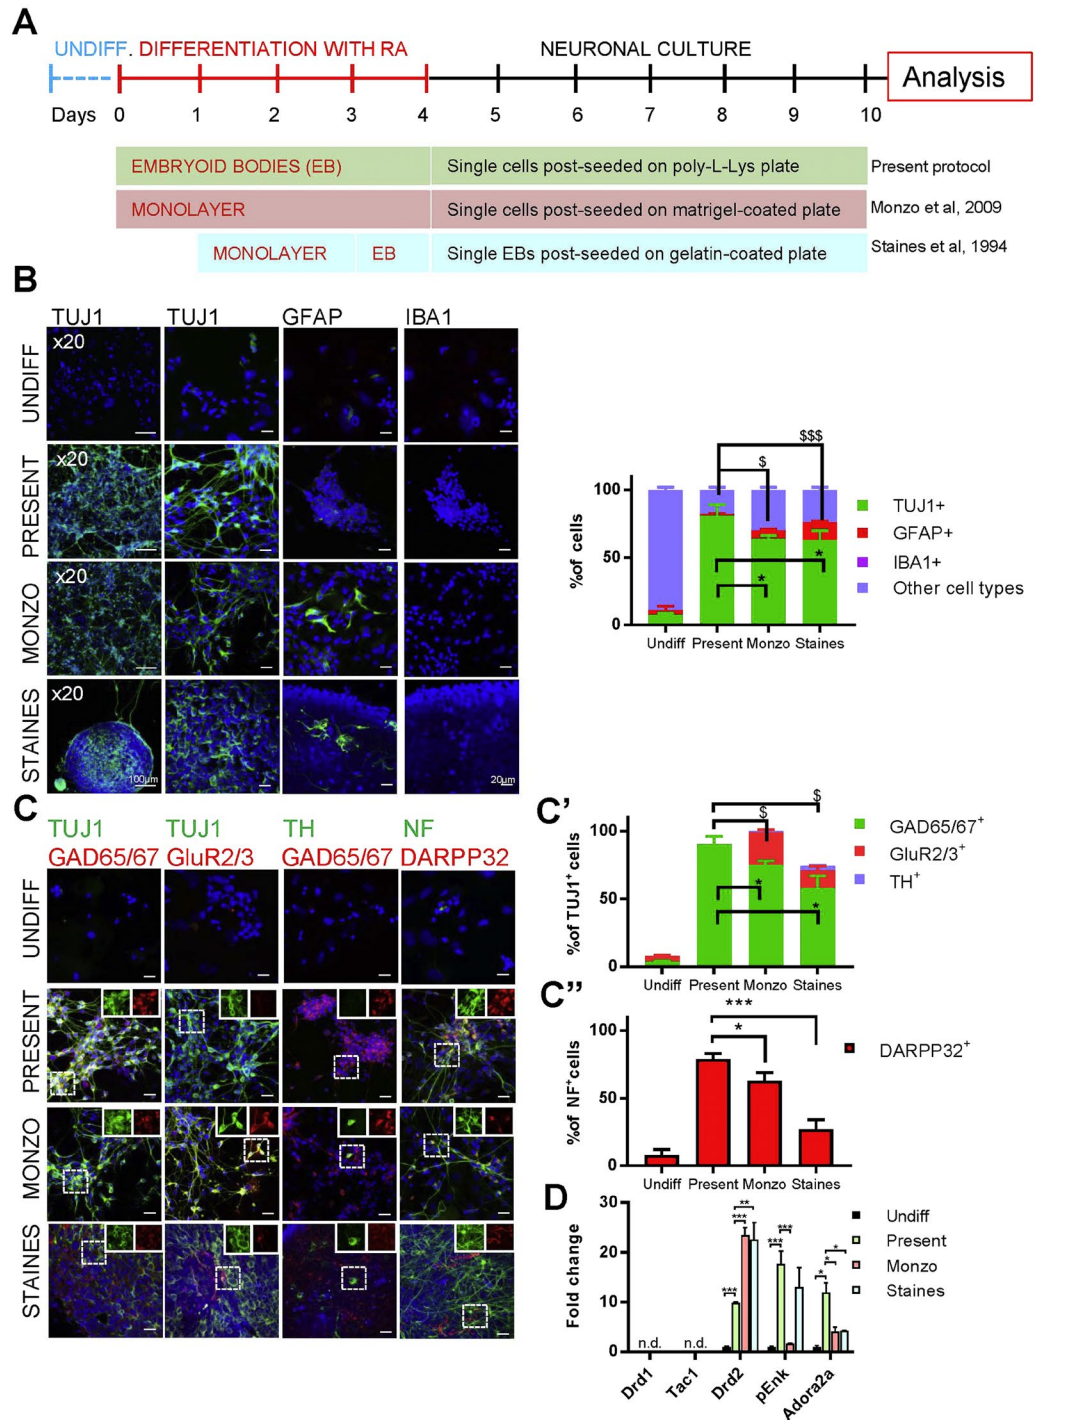 A
UNDIFF. DIFFERENTIATION WITH RA
NEURONAL CULTURE
Analysis
Days 0 1 2 3 4 5 6 7 8 9 10
EMBRYOID BODIES (EB)
Single cells post-seeded on poly-L-Lys plate
Present protocol
MONOLAYER
Single cells post-seeded on matrigel-coated plate
Monzo et al, 2009
MONOLAYER
EB
Single EBs post-seeded on gelatin-coated plate
Staines et al, 1994
B
TUJ1 TUJ1 GFAP IBA1
UNDIFF
x20
PRESENT
x20
MONZO
x20
STAINES
x20
100µm
20µm
%of cells
100
50
0
$$$
$
*
*
Undiff Present Monzo Staines
TUJ1+
GFAP+
IBA1+
Other cell types
C
TUJ1 TUJ1 TH NF
GAD65/67 GluR2/3 GAD65/67 DARPP32
UNDIFF
PRESENT
MONZO
STAINES
C'
%of TUJ1+ cells
100
50
0
$
$
*
*
Undiff Present Monzo Staines
GAD65/67+
GluR2/3+
TH+
C''
%of NF+cells
100
50
0
***
*
Undiff Present Monzo Staines
DARPP32+
D
Fold change
30
20
10
0
n.d. n.d.
***
***
**
***
***
*
*
*
Drd1 Tac1 Drd2 pEnk Adora2a
Undiff
Present
Monzo
Staines